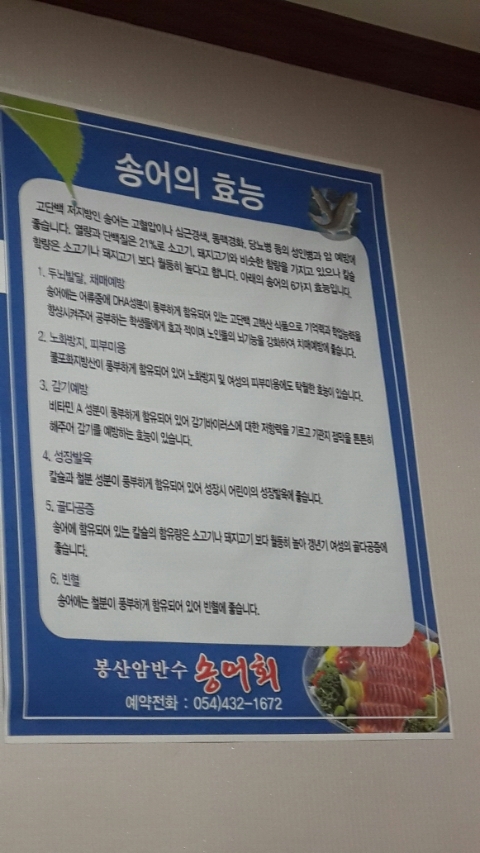 송어의 효능
고단백 저지방인 송어는 고혈압이나 심근경색, 동맥경화, 당뇨병 등의 성인병과 암 예방에
좋습니다. 열량과 단백질은 21%로 소고기, 돼지고기와 비슷한 함량을 가지고 있으나 칼슘
함량은 소고기나 돼지고기 보다 월등히 높다고 합니다. 아래의 송어의 6가지 효능입니다.
1. 두뇌발달, 채매예방
송어에는 어류중에 DHA성분이 풍부하게 함유되어 있는 고단백 고핵산 식품으로 기억력과 학습능력을
향상시켜주어 공부하는 학생들에게 효과 적이며 노인들의 뇌기능을 강화하여 치매예방에 좋습니다.
2. 노화방지, 피부미용
불포화지방산이 풍부하게 함유되어 있어 노화방지 및 여성의 피부미용에도 탁월한 효능이 있습니다.
3. 감기예방
비타민 A 성분이 풍부하게 함유되어 있어 감기바이러스에 대한 저항력을 기르고 기관지 점막을 튼튼히
해주어 감기를 예방하는 효능이 있습니다.
4. 성장발육
칼슘과 철분 성분이 풍부하게 함유되어 있어 성장시 어린이의 성장발육에 좋습니다.
5. 골다공증
송어에 함유되어 있는 칼슘의 함유량은 소고기나 돼지고기 보다 월등히 높아 갱년기 여성의 골다공증에
좋습니다.
6. 빈혈
송어에는 철분이 풍부하게 함유되어 있어 빈혈에 좋습니다.
봉산암반수 송어회
예약전화 : 054)432-1672